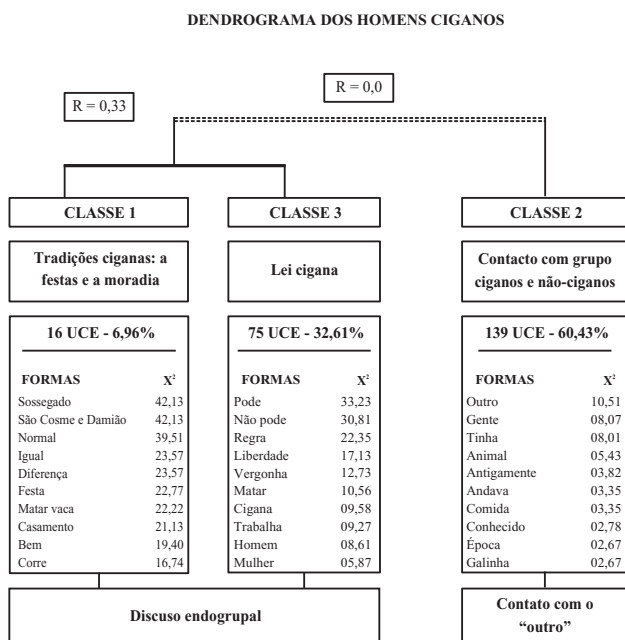 DENDROGRAMA DOS HOMENS CIGANOS
R = 0,0
R = 0,33
CLASSE 1
Tradições ciganas: a
festas e a moradia
16 UCE - 6,96%
FORMAS X²
Sossegado 42,13
São Cosme e Damião 42,13
Normal 39,51
Igual 23,57
Diferença 23,57
Festa 22,77
Matar vaca 22,22
Casamento 21,13
Bem 19,40
Corre 16,74
CLASSE 3
Lei cigana
75 UCE - 32,61%
FORMAS X²
Pode 33,23
Não pode 30,81
Regra 22,35
Liberdade 17,13
Vergonha 12,73
Matar 10,56
Cigana 09,58
Trabalha 09,27
Homem 08,61
Mulher 05,87
Discuso endogrupal
CLASSE 2
Contacto com grupo
ciganos e não-ciganos
139 UCE - 60,43%
FORMAS X²
Outro 10,51
Gente 08,07
Tinha 08,01
Animal 05,43
Antigamente 03,82
Andava 03,35
Comida 03,35
Conhecido 02,78
Época 02,67
Galinha 02,67
Contato com o
“outro”